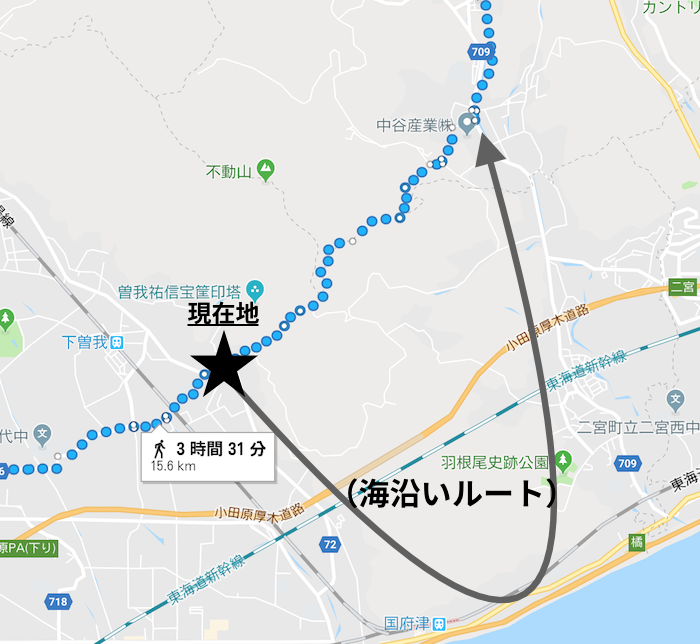 カントリ
709
中谷産業㈱
不動山
曽我祐信宝筐印塔
現在地
二宮
下曽我
小田原厚木道路
東海道新幹線
代中
3 時間 31 分
15.6 km
二宮町立二宮西中
羽根尾史跡公園
709
(海沿いルート)
6
東海
小田原厚木道路
原PA(下り)
72
橘
東海道新幹線
718
国府津